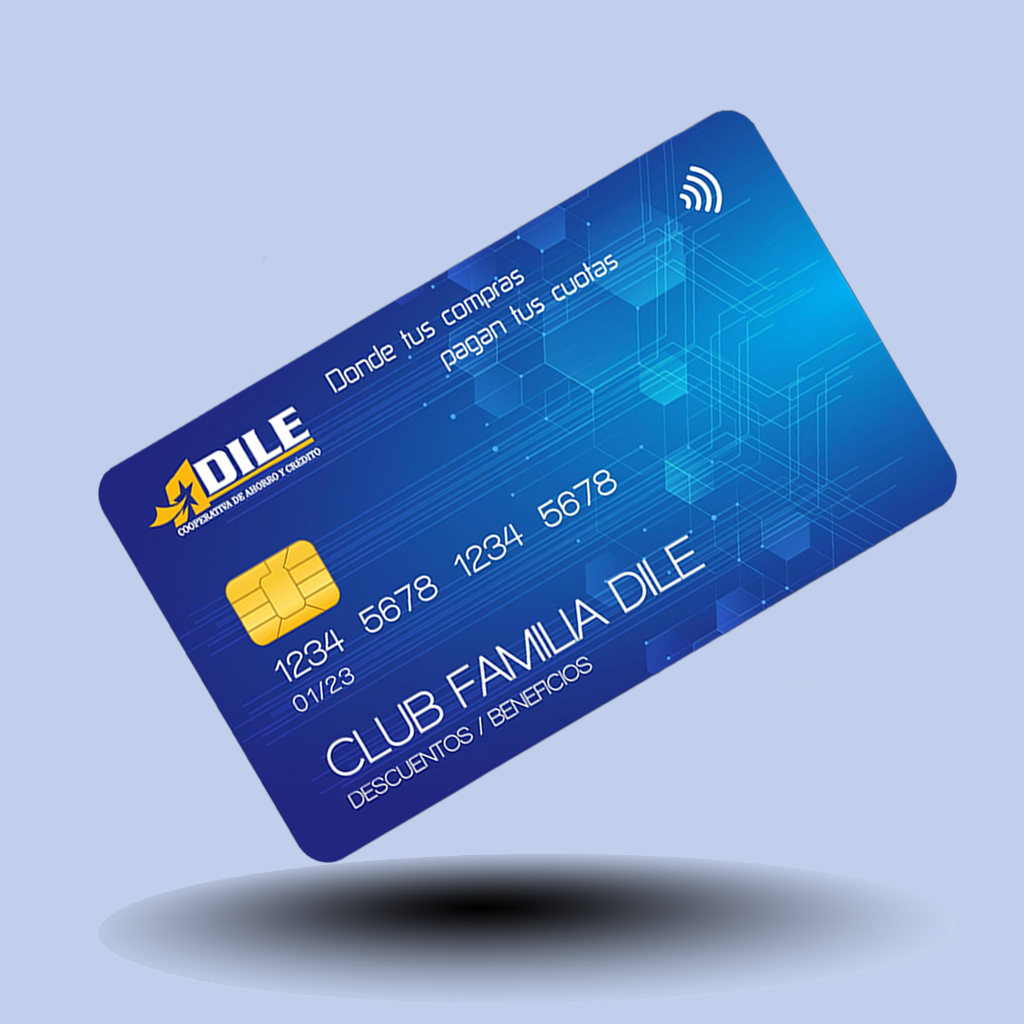 Donde tus compras
pagan tus cuotas
ADILE
COOPERATIVA DE AHORRO Y CRÉDITO
1234 5678 1234 5678
01/23
CLUB FAMILIA DILE
DESCUENTOS / BENEFICIOS